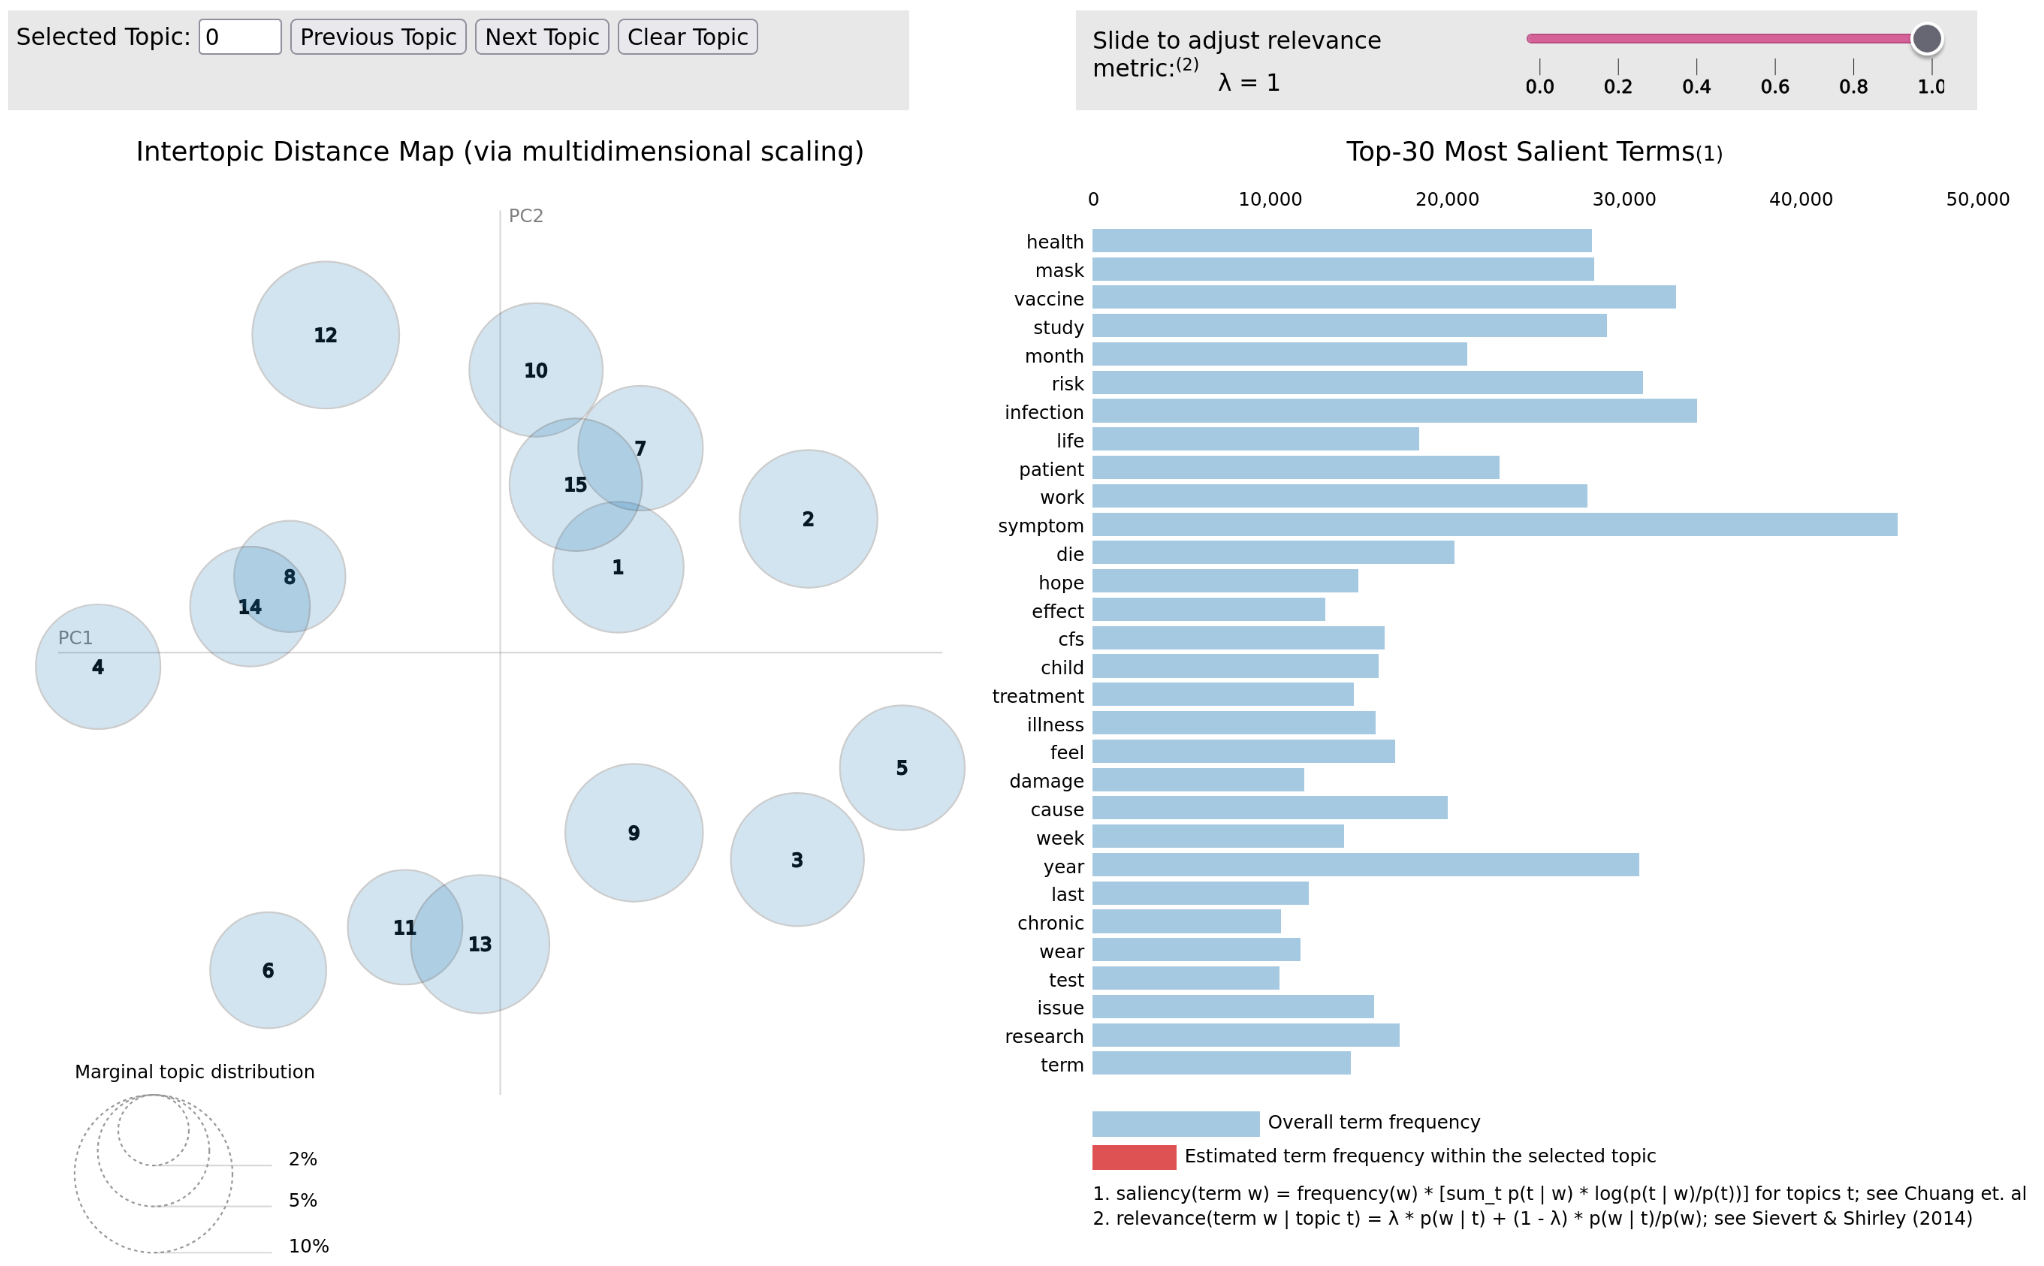 Selected Topic: 0 Previous Topic Next Topic Clear Topic
Slide to adjust relevance
metric:(2)
λ = 1
0.0 0.2 0.4 0.6 0.8 1.0
Intertopic Distance Map (via multidimensional scaling)
PC2
PC1
12
10
7
15
2
1
8
14
4
5
9
3
11
13
6
Marginal topic distribution
2%
5%
10%
Top-30 Most Salient Terms(1)
0 10,000 20,000 30,000 40,000 50,000
health
mask
vaccine
study
month
risk
infection
life
patient
work
symptom
die
hope
effect
cfs
child
treatment
illness
feel
damage
cause
week
year
last
chronic
wear
test
issue
research
term
Overall term frequency
Estimated term frequency within the selected topic
1. saliency(term w) = frequency(w) * [sum_t p(t | w) * log(p(t | w)/p(t))] for topics t; see Chuang et. al
2. relevance(term w | topic t) = λ * p(w | t) + (1 - λ) * p(w | t)/p(w); see Sievert & Shirley (2014)